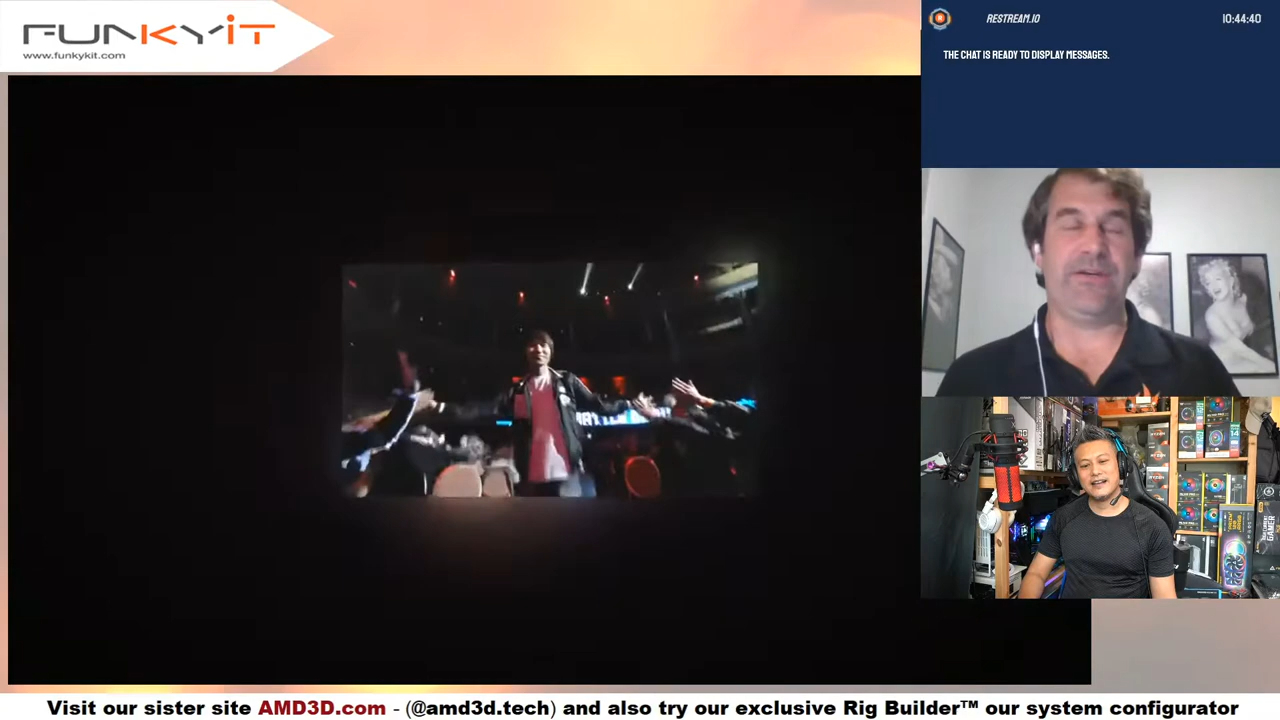 FUNKYiT
www.funkykit.com
RESTREAM.IO
10:44:40
THE CHAT IS READY TO DISPLAY MESSAGES.
GAMER
Visit our sister site AMD3D.com - (@amd3d.tech) and also try our exclusive Rig Builder™ our system configurator